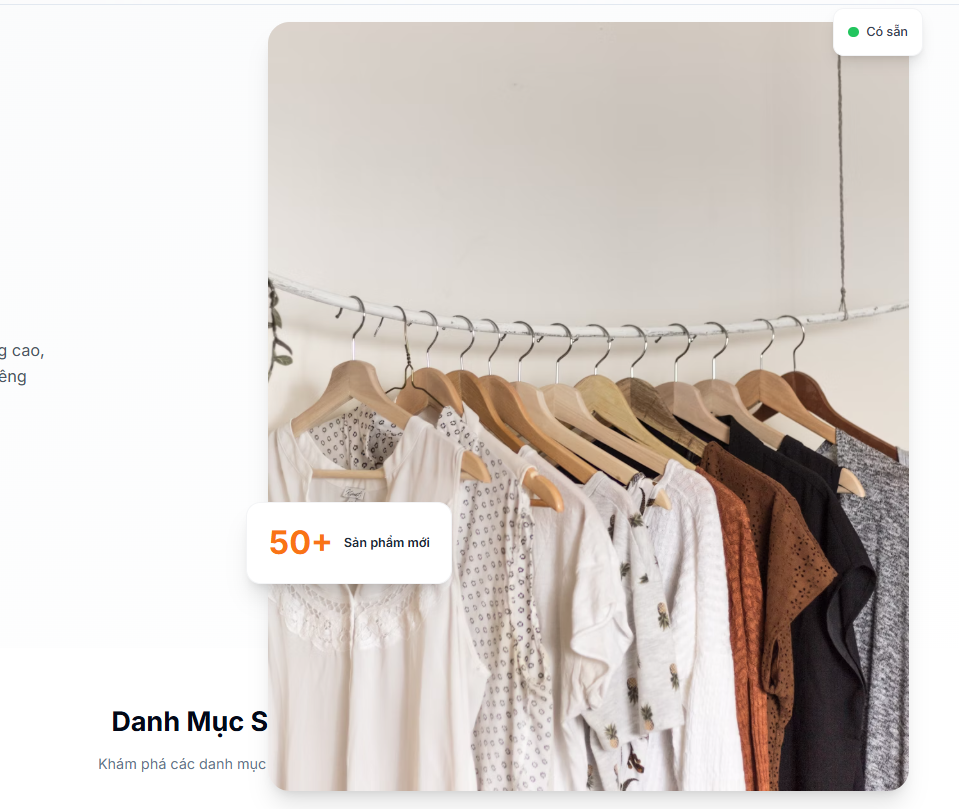 Có sẵn
g cao,
êng
50+ Sản phẩm mới
Danh Mục S
Khám phá các danh mục